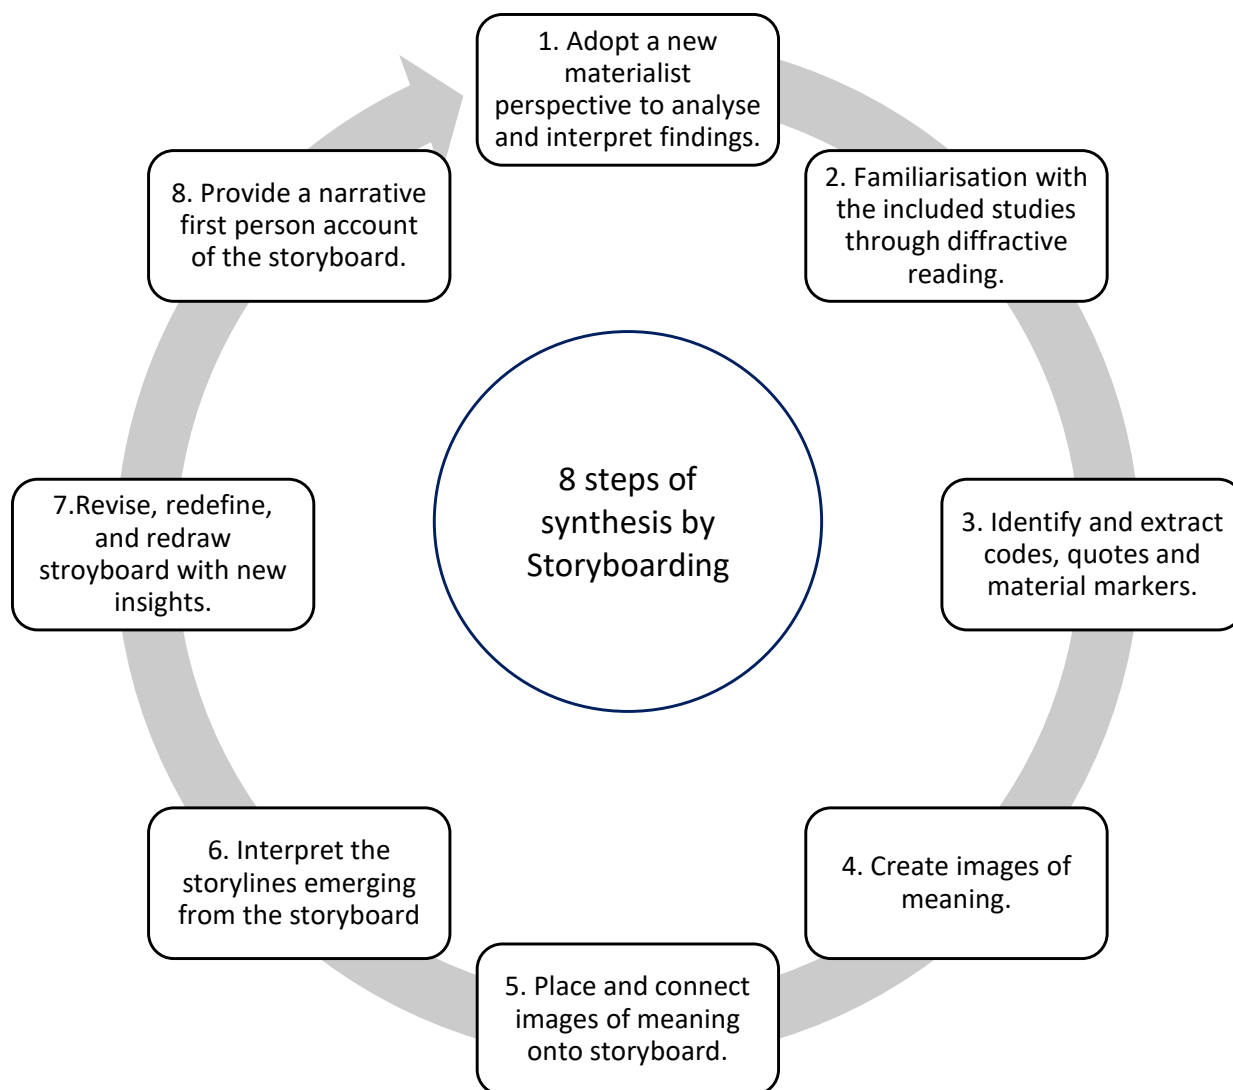 1. Adopt a new
materialist
perspective to analyse
and interpret findings.
2. Familiarisation with
the included studies
through diffractive
reading.
3. Identify and extract
codes, quotes and
material markers.
4. Create images of
meaning.
5. Place and connect
images of meaning
onto storyboard.
6. Interpret the
storylines emerging
from the storyboard
7.Revise, redefine,
and redraw
stroyboard with new
insights.
8. Provide a narrative
first person account
of the storyboard.
8 steps of
synthesis by
Storyboarding